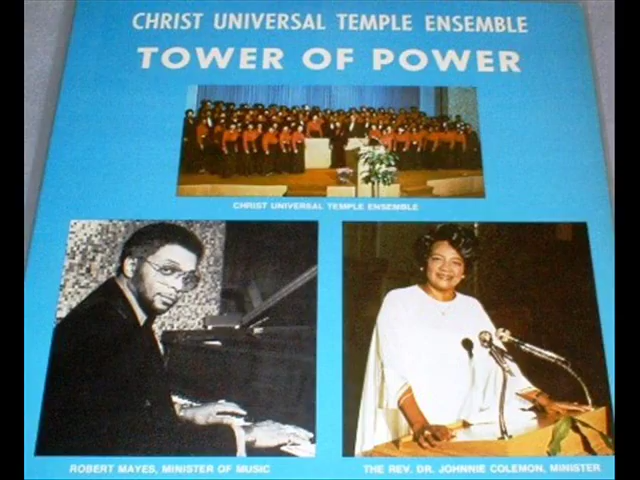 CHRIST UNIVERSAL TEMPLE ENSEMBLE
TOWER OF POWER
CHRIST UNIVERSAL TEMPLE ENSEMBLE
ROBERT MAYES, MINISTER OF MUSIC
THE REV. DR. JOHNNIE COLEMON, MINISTER